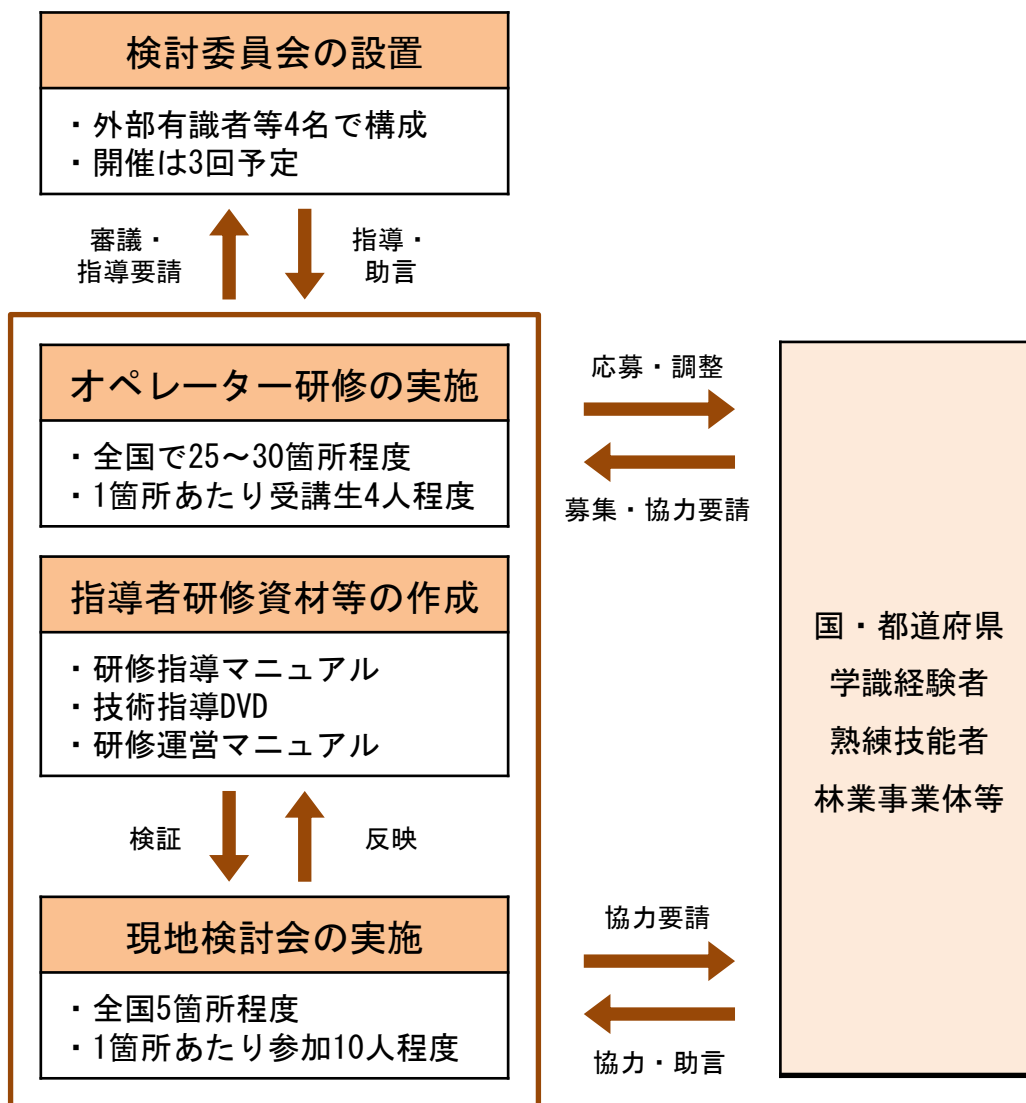 検討委員会の設置
・外部有識者等4名で構成
・開催は3回予定
審議・
指導要請
指導・
助言
オペレーター研修の実施
・全国で25～30箇所程度
・1箇所あたり受講生4人程度
応募・調整
募集・協力要請
指導者研修資材等の作成
・研修指導マニュアル
・技術指導DVD
・研修運営マニュアル
検証
反映
現地検討会の実施
・全国5箇所程度
・1箇所あたり参加10人程度
協力要請
協力・助言
国・都道府県
学識経験者
熟練技能者
林業事業体等